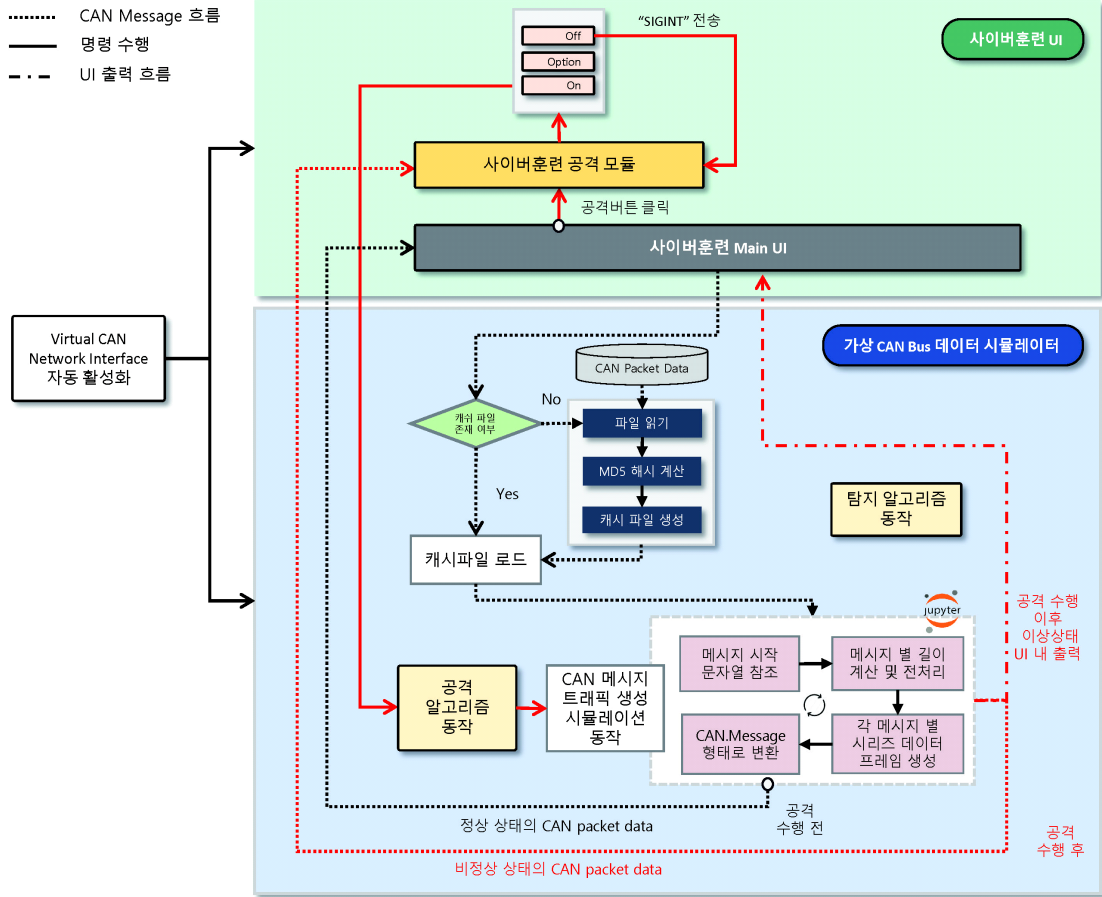 CAN Message 흐름
명령 수행
UI 출력 흐름
"SIGINT" 전송
Off
Option
On
사이버훈련 UI
사이버훈련 공격 모듈
공격버튼 클릭
사이버훈련 Main UI
Virtual CAN
Network Interface
자동 활성화
가상 CAN Bus 데이터 시뮬레이터
CAN Packet Data
캐쉬 파일
존재 여부
No
파일 읽기
MD5 해시 계산
캐시 파일 생성
Yes
캐시파일 로드
탐지 알고리즘
동작
jupyter
공격 수행
이후
이상상태
UI 내 출력
메시지 시작
문자열 참조
메시지 별 길이
계산 및 전처리
CAN.Message
형태로 변환
각 메시지 별
시리즈 데이터
프레임 생성
공격
알고리즘
동작
CAN 메시지
트래픽 생성
시뮬레이션
동작
정상 상태의 CAN packet data
공격
수행 전
공격
수행 후
비정상 상태의 CAN packet data